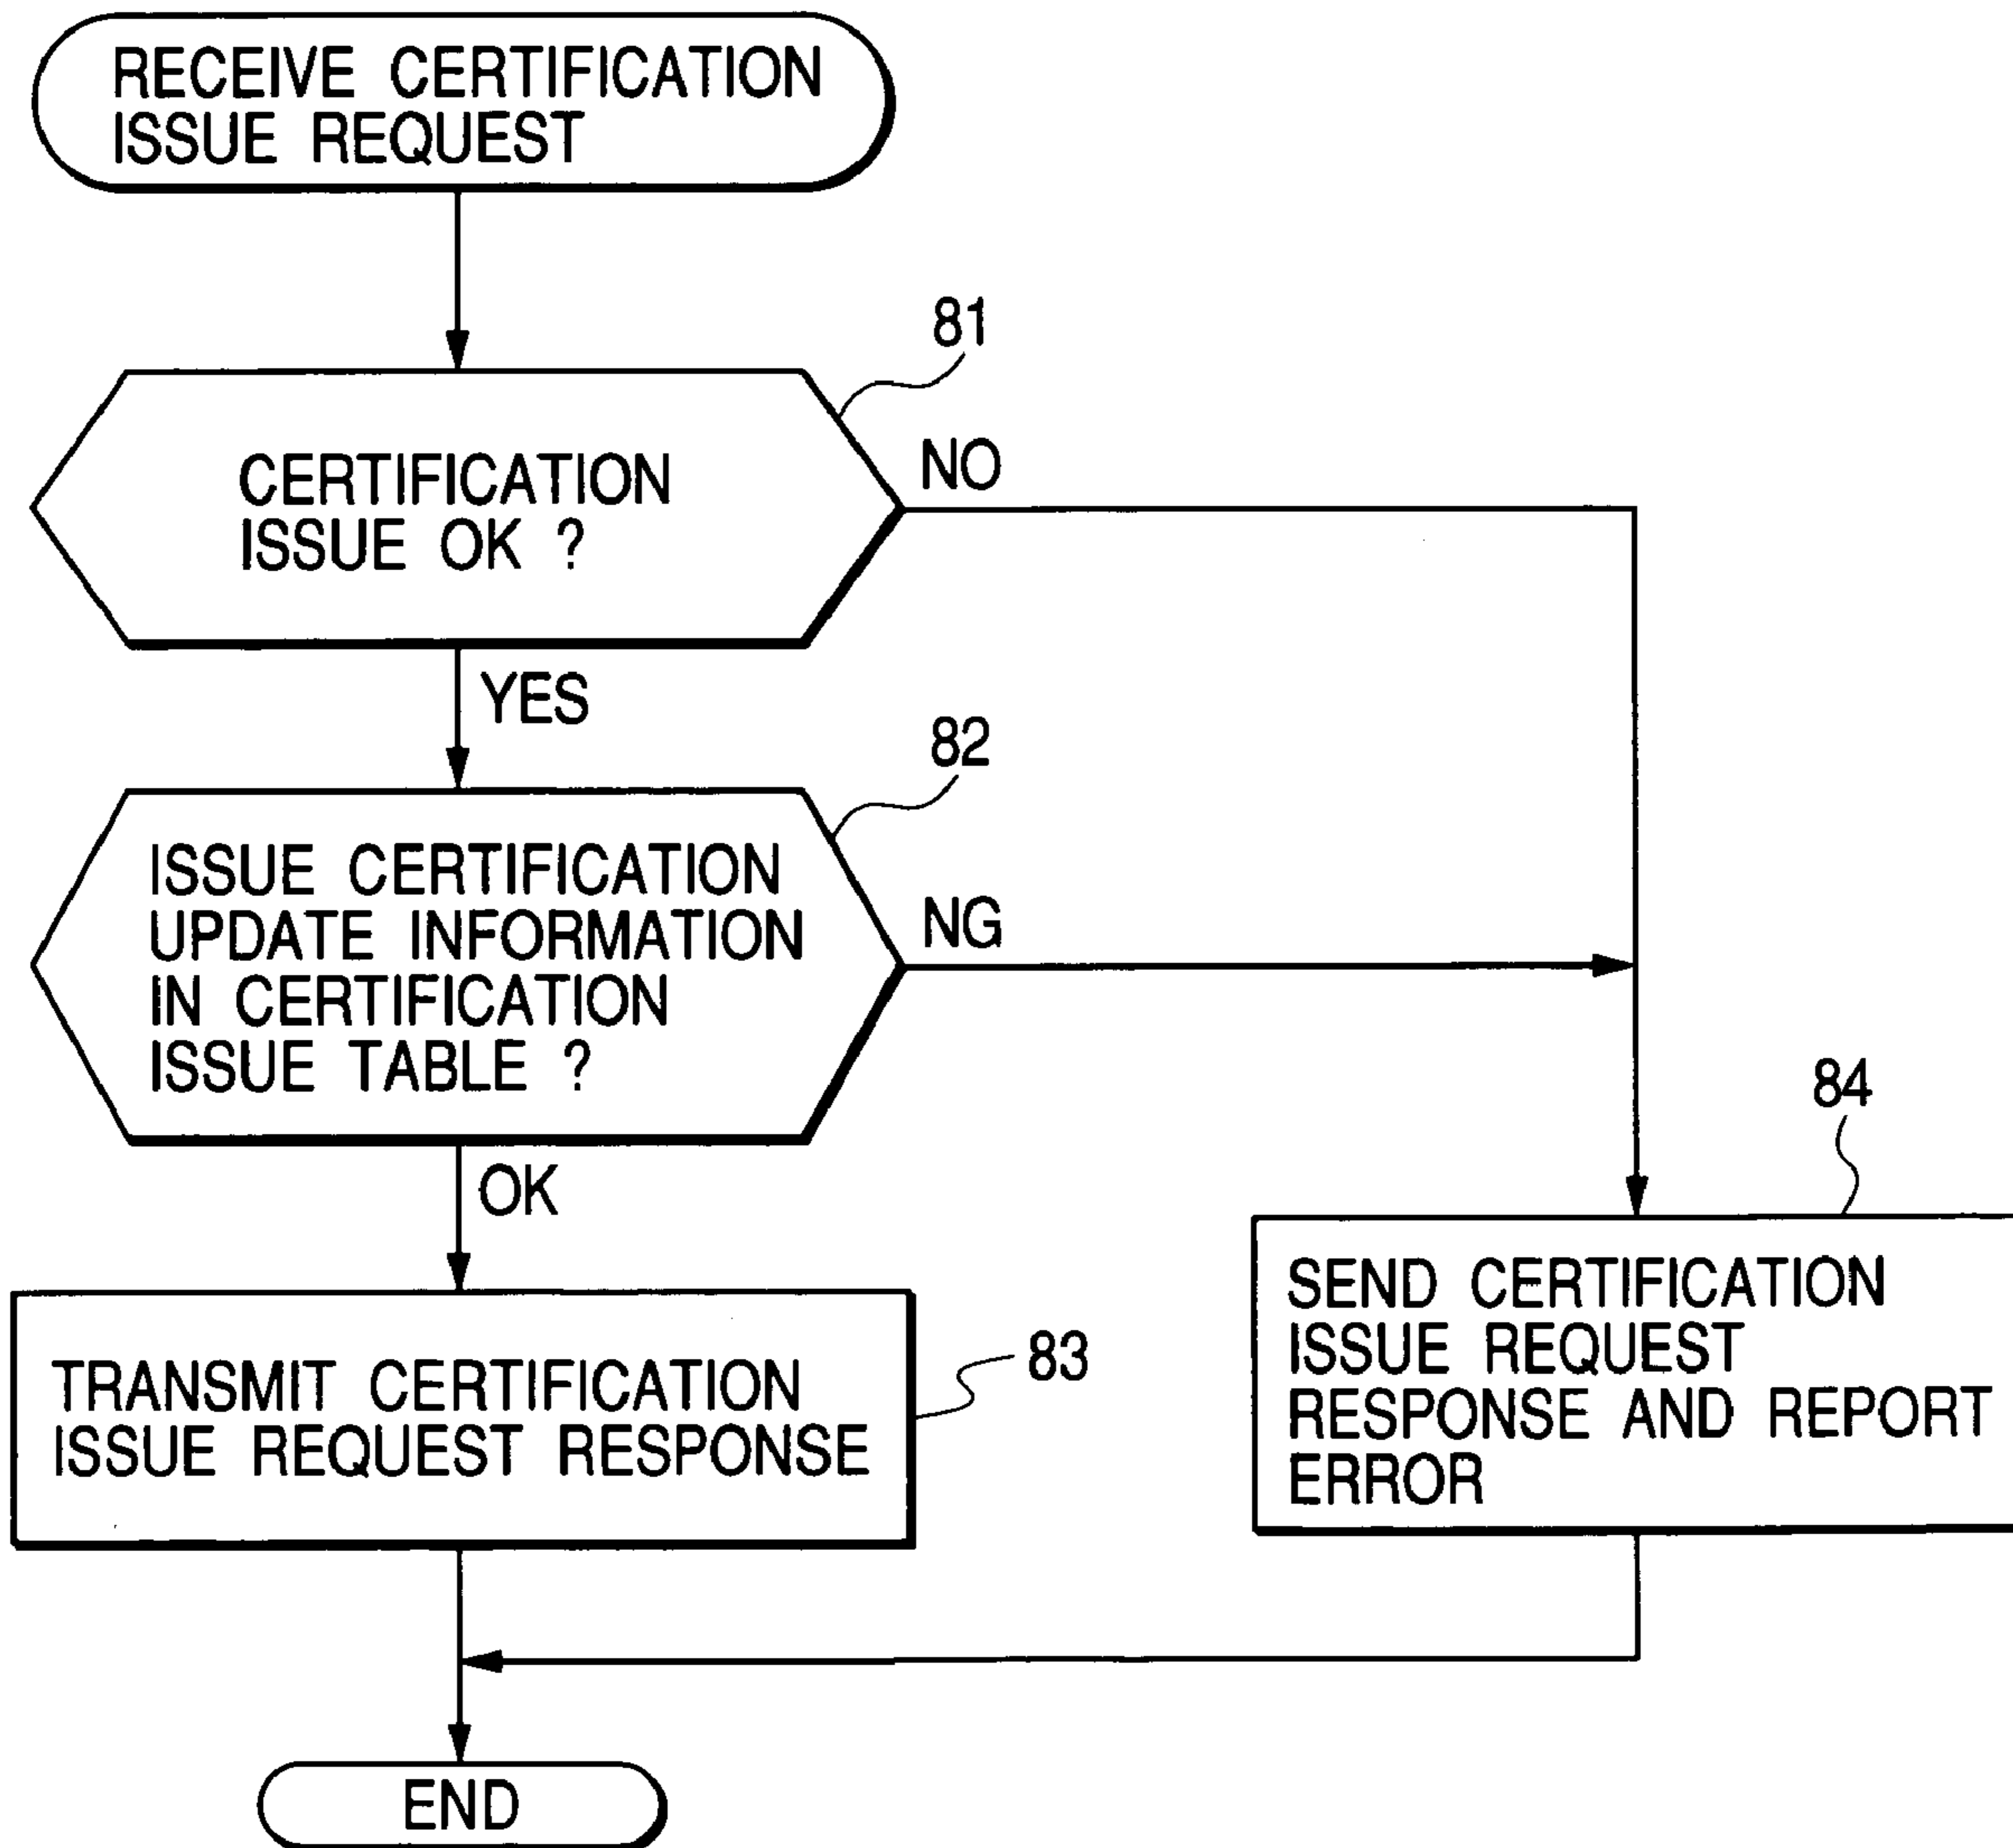 RECEIVE CERTIFICATION
ISSUE REQUEST
81
CERTIFICATION
ISSUE OK ?
NO
YES
82
ISSUE CERTIFICATION
UPDATE INFORMATION
IN CERTIFICATION
ISSUE TABLE ?
NG
OK
84
SEND CERTIFICATION
ISSUE REQUEST
RESPONSE AND REPORT
ERROR
TRANSMIT CERTIFICATION
ISSUE REQUEST RESPONSE
83
END